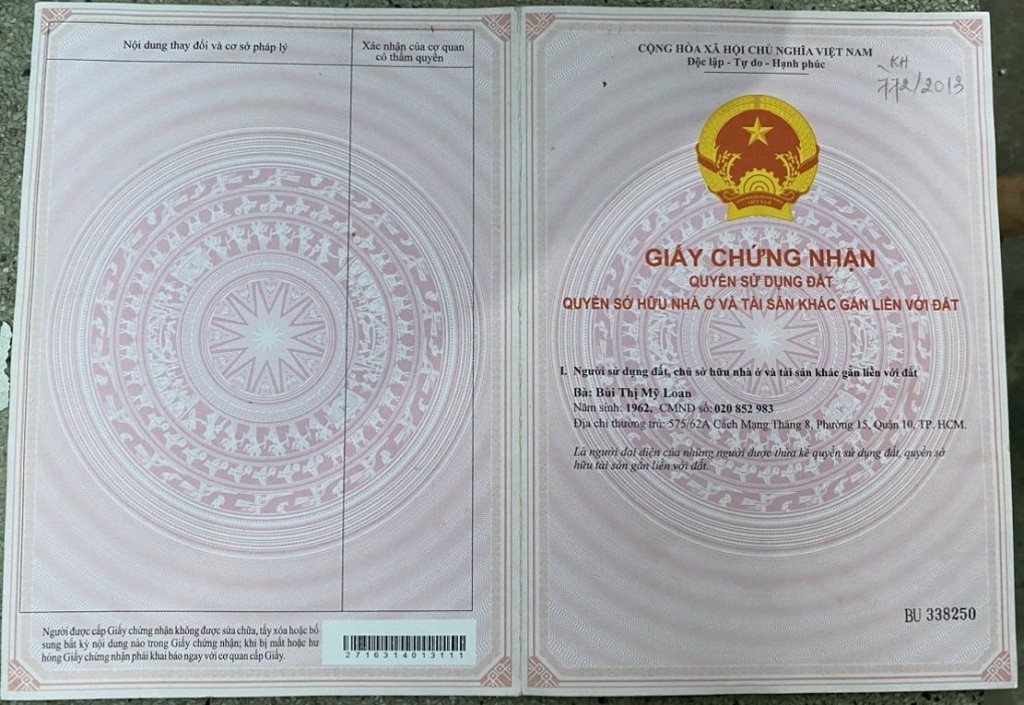 Nội dung thay đổi và cơ sở pháp lý
Xác nhận của cơ quan
có thẩm quyền
Người được cấp Giấy chứng nhận không được sửa chữa, tẩy xóa hoặc bổ
sung bất kỳ nội dung nào trong Giấy chứng nhận; khi bị mất hoặc hư
hỏng Giấy chứng nhận phải khai báo ngay với cơ quan cấp Giấy.
2716314013111
CỘNG HÒA XÃ HỘI CHỦ NGHĨA VIỆT NAM
Độc lập - Tự do - Hạnh phúc
KH
772/2013
GIẤY CHỨNG NHẬN
QUYỀN SỬ DỤNG ĐẤT
QUYỀN SỞ HỮU NHÀ Ở VÀ TÀI SẢN KHÁC GẮN LIỀN VỚI ĐẤT
I. Người sử dụng đất, chủ sở hữu nhà ở và tài sản khác gắn liền với đất
Bà: Bùi Thị Mỹ Loan
Năm sinh: 1962, CMND số: 020 852 983
Địa chỉ thường trú: 575/62A Cách Mạng Tháng 8, Phường 15, Quận 10, TP. HCM.
Là người đại diện của những người được thừa kế quyền sử dụng đất, quyền sở
hữu tài sản gắn liền với đất.
BU 338250